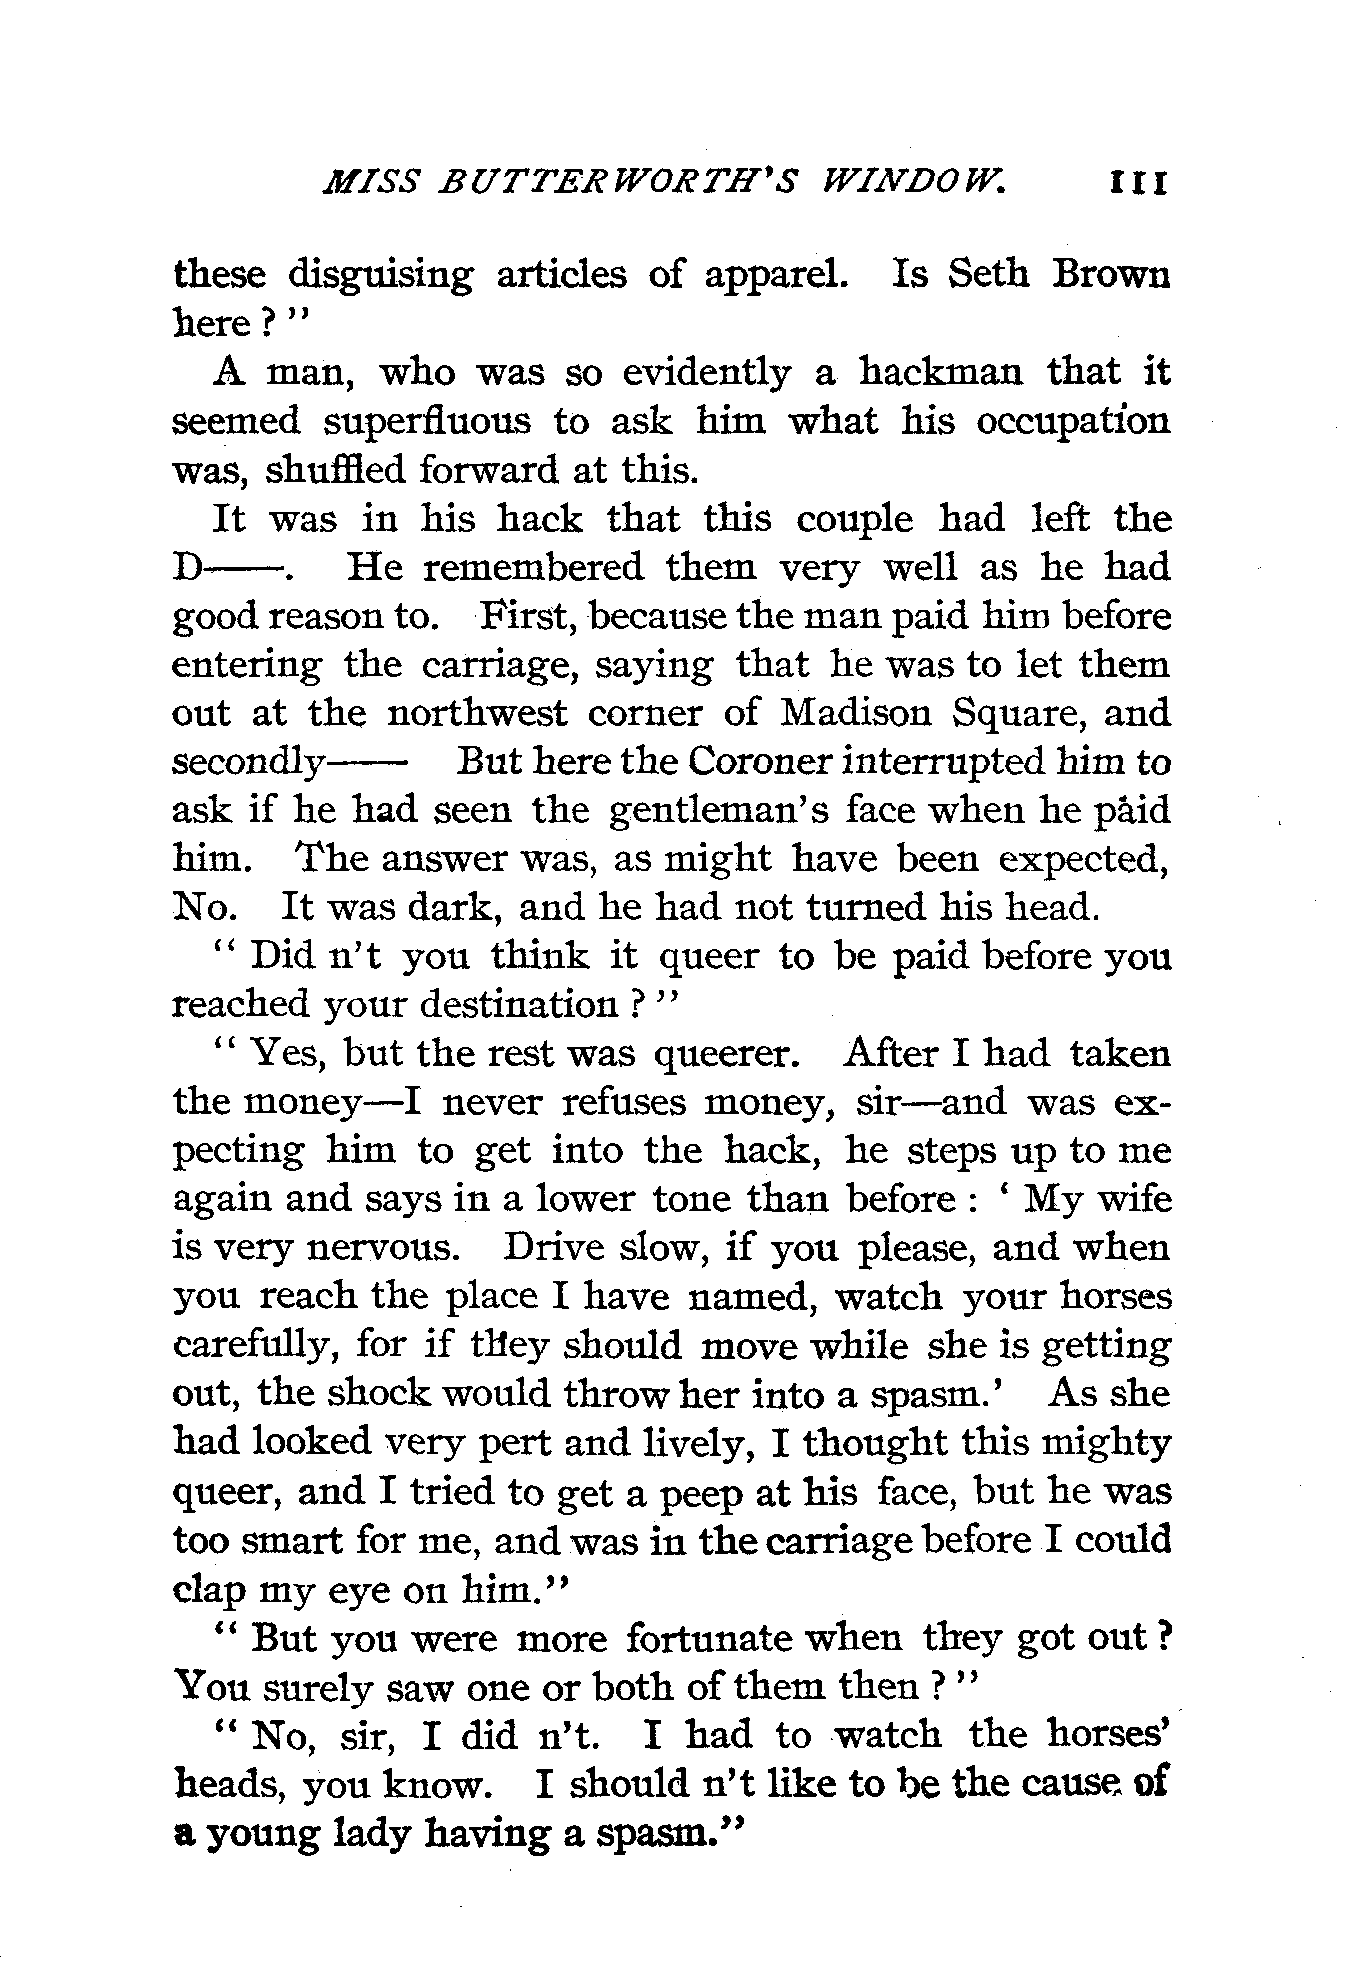 MISS BUTTERWORTH'S WINDOW. 111
these disguising articles of apparel. Is Seth Brown
here ? "
A man, who was so evidently a hackman that it
seemed superfluous to ask him what his occupation
was, shuffled forward at this.
It was in his hack that this couple had left the
D——. He remembered them very well as he had
good reason to. First, because the man paid him before
entering the carriage, saying that he was to let them
out at the northwest corner of Madison Square, and
secondly—— But here the Coroner interrupted him to
ask if he had seen the gentleman's face when he paid
him. The answer was, as might have been expected,
No. It was dark, and he had not turned his head.
" Did n't you think it queer to be paid before you
reached your destination ? "
" Yes, but the rest was queerer. After I had taken
the money—I never refuses money, sir—and was ex-
pecting him to get into the hack, he steps up to me
again and says in a lower tone than before : ' My wife
is very nervous. Drive slow, if you please, and when
you reach the place I have named, watch your horses
carefully, for if they should move while she is getting
out, the shock would throw her into a spasm.' As she
had looked very pert and lively, I thought this mighty
queer, and I tried to get a peep at his face, but he was
too smart for me, and was in the carriage before I could
clap my eye on him."
" But you were more fortunate when they got out ?
You surely saw one or both of them then ? "
" No, sir, I did n't. I had to watch the horses'
heads, you know. I should n't like to be the cause of
a young lady having a spasm."